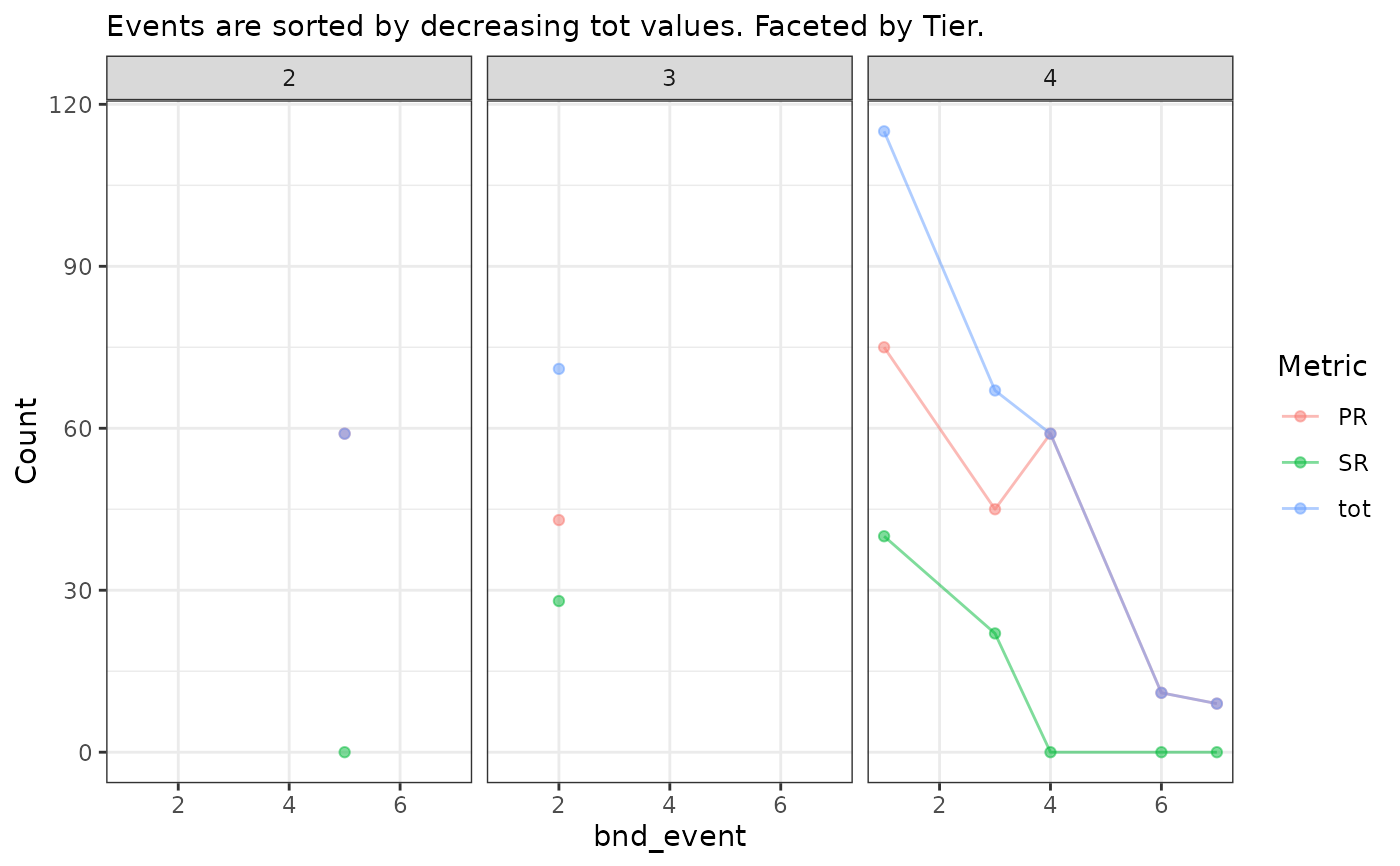 Events are sorted by decreasing tot values. Faceted by Tier.
2 3 4
120
90
60
30
0
Count
2 4 6 2 4 6 2 4 6
bnd_event
Metric
PR
SR
tot